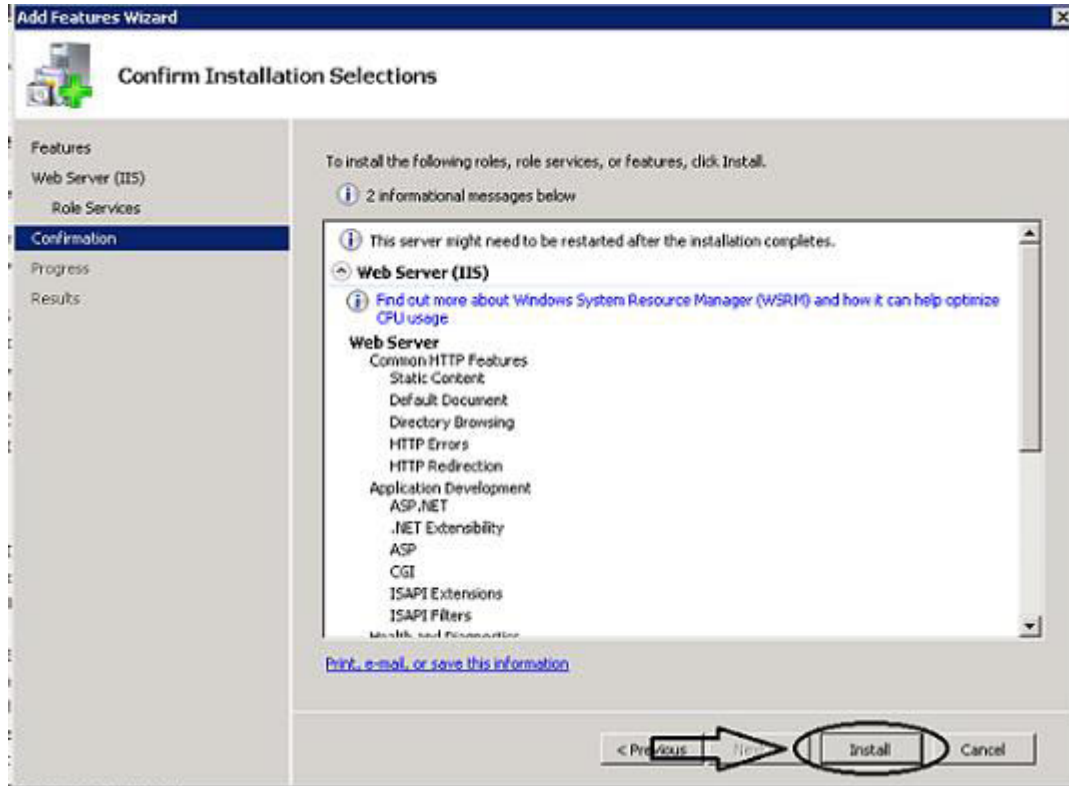 Add Features Wizard
Confirm Installation Selections
Features
Web Server (IIS)
Role Services
Confirmation
Progress
Results
To install the following roles, role services, or features, click Install.
2 informational messages below
This server might need to be restarted after the installation completes.
Web Server (IIS)
Find out more about Windows System Resource Manager (WSRM) and how it can help optimize
CPU usage
Web Server
Common HTTP Features
Static Content
Default Document
Directory Browsing
HTTP Errors
HTTP Redirection
Application Development
ASP.NET
.NET Extensibility
ASP
CGI
ISAPI Extensions
ISAPI Filters
Health and Diagnostics
Print, e-mail, or save this information
< Previous Next Install Cancel